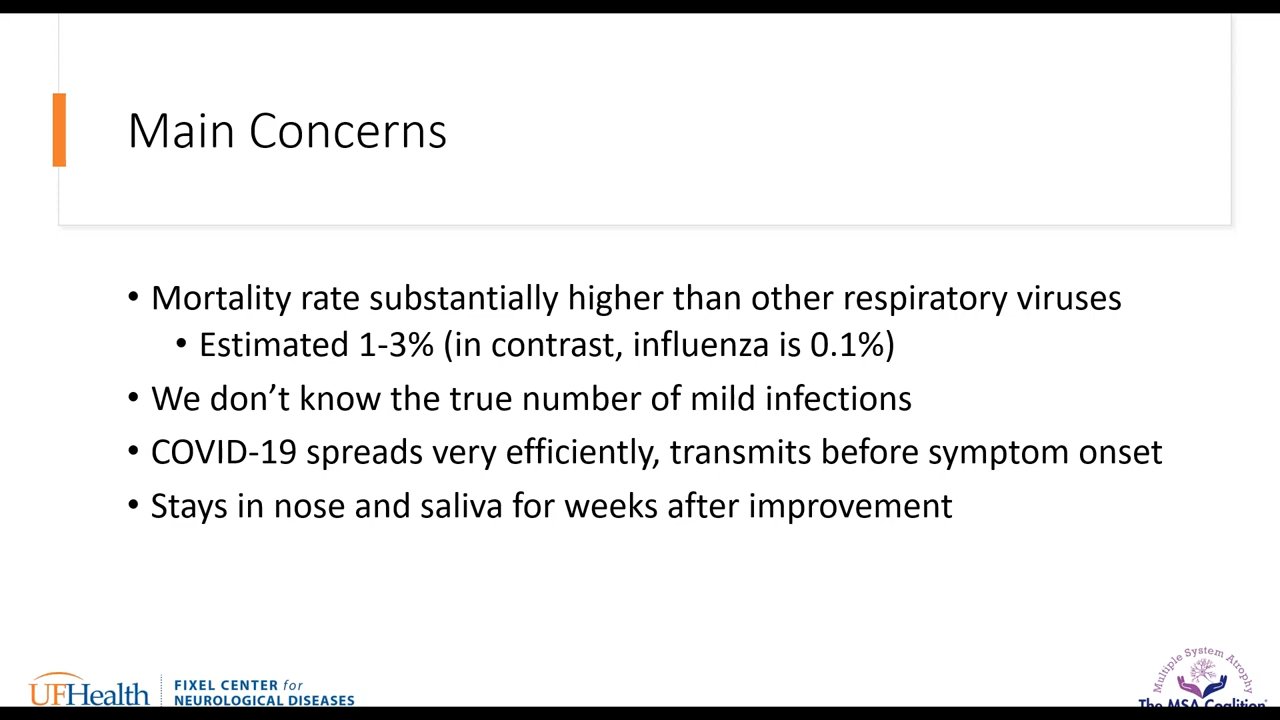 Main Concerns
• Mortality rate substantially higher than other respiratory viruses
• Estimated 1-3% (in contrast, influenza is 0.1%)
• We don’t know the true number of mild infections
• COVID-19 spreads very efficiently, transmits before symptom onset
• Stays in nose and saliva for weeks after improvement
UFHealth
FIXEL CENTER for
NEUROLOGICAL DISEASES
Multiple System Atrophy
The MSA Coalition